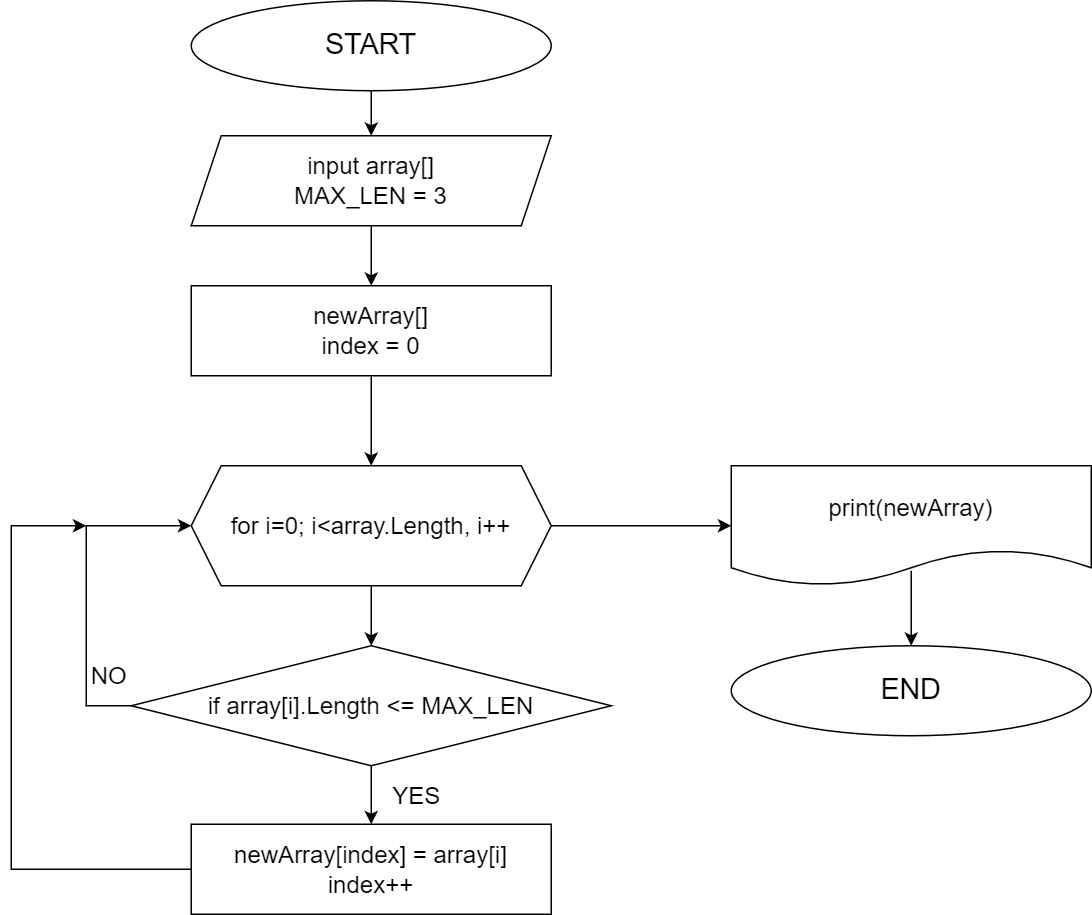 START
input array[]
MAX_LEN = 3
newArray[]
index = 0
for i=0; i<array.Length, i++
print(newArray)
NO
if array[i].Length <= MAX_LEN
END
YES
newArray[index] = array[i]
index++